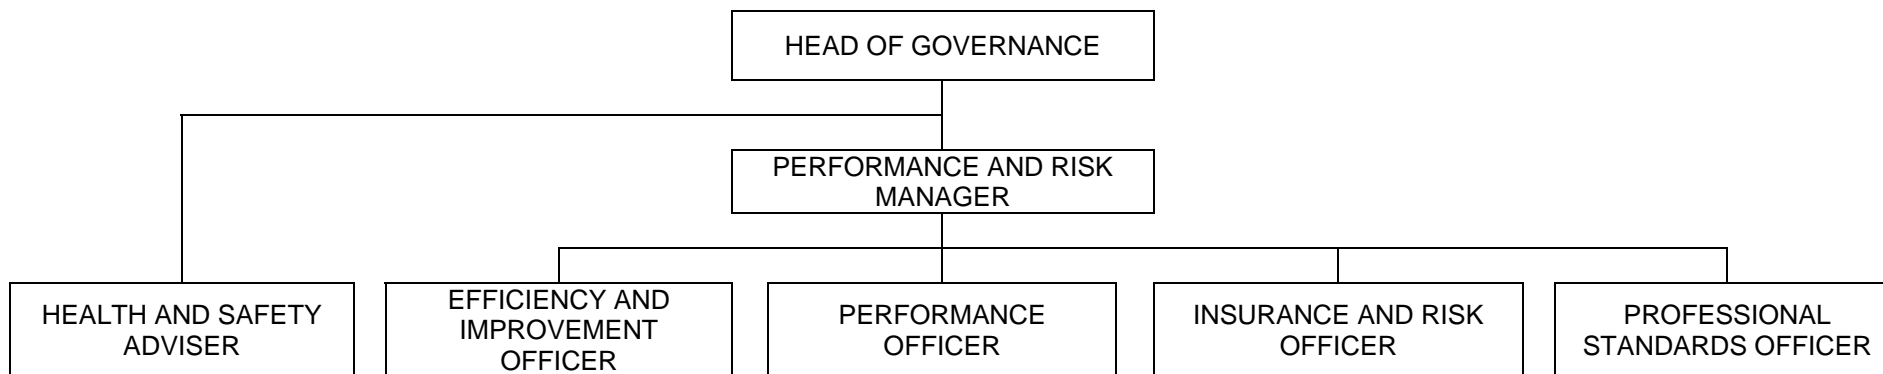 HEAD OF GOVERNANCE
PERFORMANCE AND RISK
MANAGER
HEALTH AND SAFETY
ADVISER
EFFICIENCY AND
IMPROVEMENT
OFFICER
PERFORMANCE
OFFICER
INSURANCE AND RISK
OFFICER
PROFESSIONAL
STANDARDS OFFICER